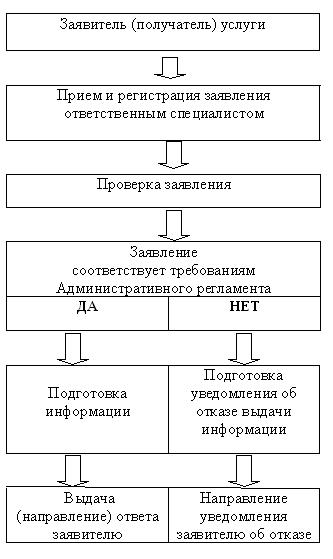 Заявитель (получатель) услуги
Прием и регистрация заявления
ответственным специалистом
Проверка заявления
Заявление
соответствует требованиям
Административного регламента
ДА
НЕТ
Подготовка
информации
Подготовка
уведомления об
отказе выдачи
информации
Выдача
(направление) ответа
заявителю
Направление
уведомления
заявителю об отказе